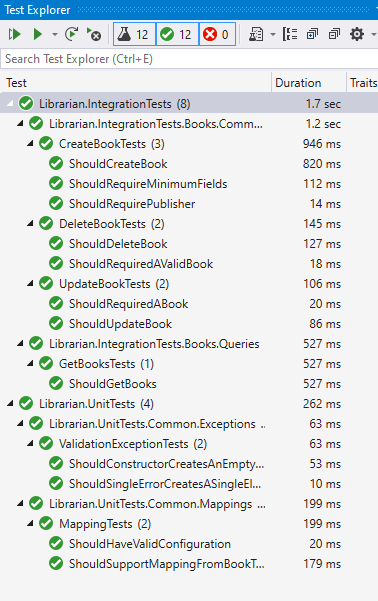 Test Explorer
12 12 0
Search Test Explorer (Ctrl+E)
Test Duration Traits
Librarian.IntegrationTests (8) 1.7 sec
Librarian.IntegrationTests.Books.Comm... 1.2 sec
CreateBookTests (3) 946 ms
ShouldCreateBook 820 ms
ShouldRequireMinimumFields 112 ms
ShouldRequirePublisher 14 ms
DeleteBookTests (2) 145 ms
ShouldDeleteBook 127 ms
ShouldRequiredAValidBook 18 ms
UpdateBookTests (2) 106 ms
ShouldRequiredABook 20 ms
ShouldUpdateBook 86 ms
Librarian.IntegrationTests.Books.Queries 527 ms
GetBooksTests (1) 527 ms
ShouldGetBooks 527 ms
Librarian.UnitTests (4) 262 ms
Librarian.UnitTests.Common.Exceptions .. 63 ms
ValidationExceptionTests (2) 63 ms
ShouldConstructorCreatesAnEmpty... 53 ms
ShouldSingleErrorCreatesASingleEl... 10 ms
Librarian.UnitTests.Common.Mappings ... 199 ms
MappingTests (2) 199 ms
ShouldHaveValidConfiguration 20 ms
ShouldSupportMappingFromBookT... 179 ms